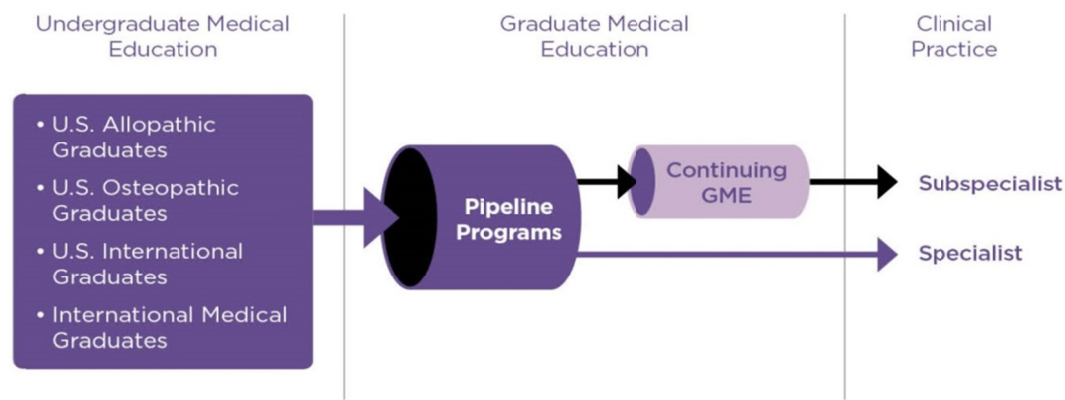 Undergraduate Medical
Education
Graduate Medical
Education
Clinical
Practice
• U.S. Allopathic
Graduates
• U.S. Osteopathic
Graduates
• U.S. International
Graduates
• International Medical
Graduates
Pipeline
Programs
Continuing
GME
Subspecialist
Specialist